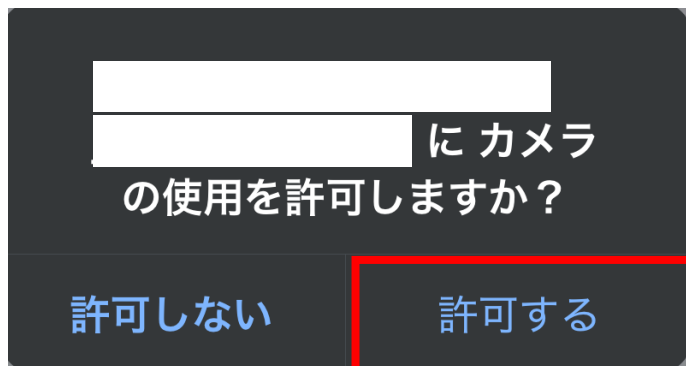 に カメラ
の使用を許可しますか？
許可しない
許可する